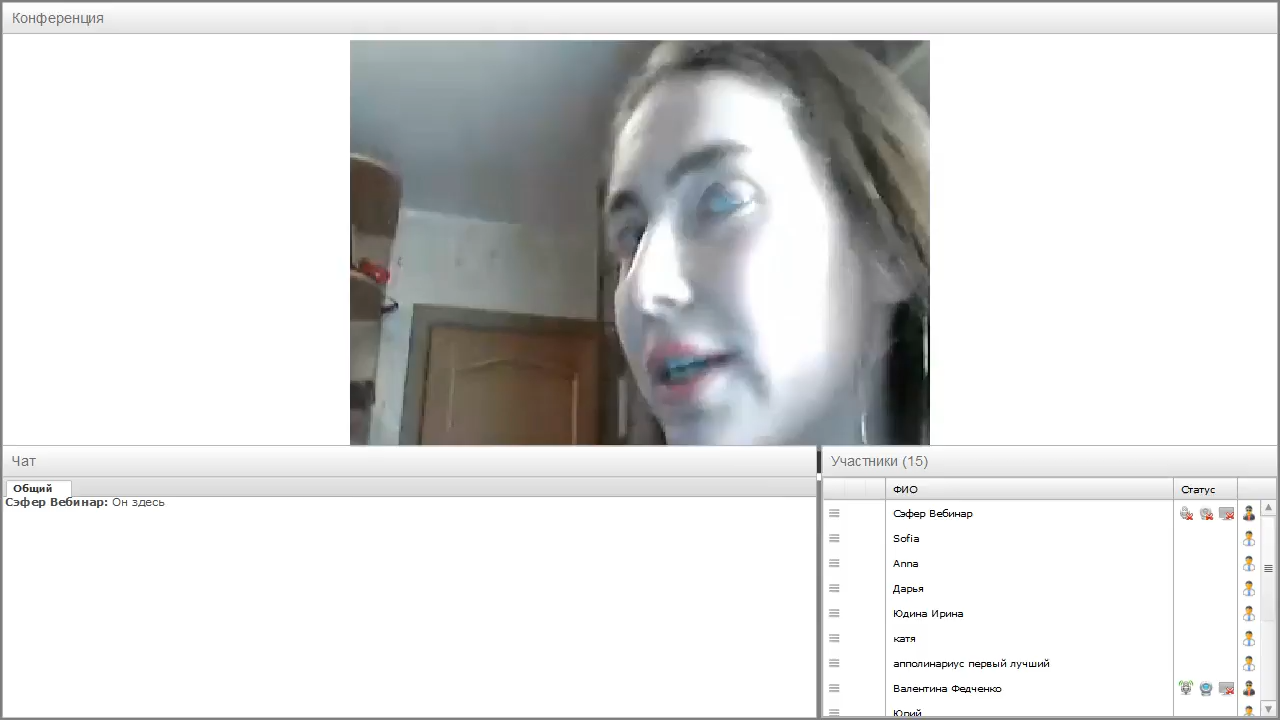 Конференция
Чат
Общий
Сэфер Вебинар: Он здесь
Участники (15)
ФИО Статус
Сэфер Вебинар
Sofia
Anna
Дарья
Юдина Ирина
катя
апполинариус первый лучший
Валентина Федченко
Юрий